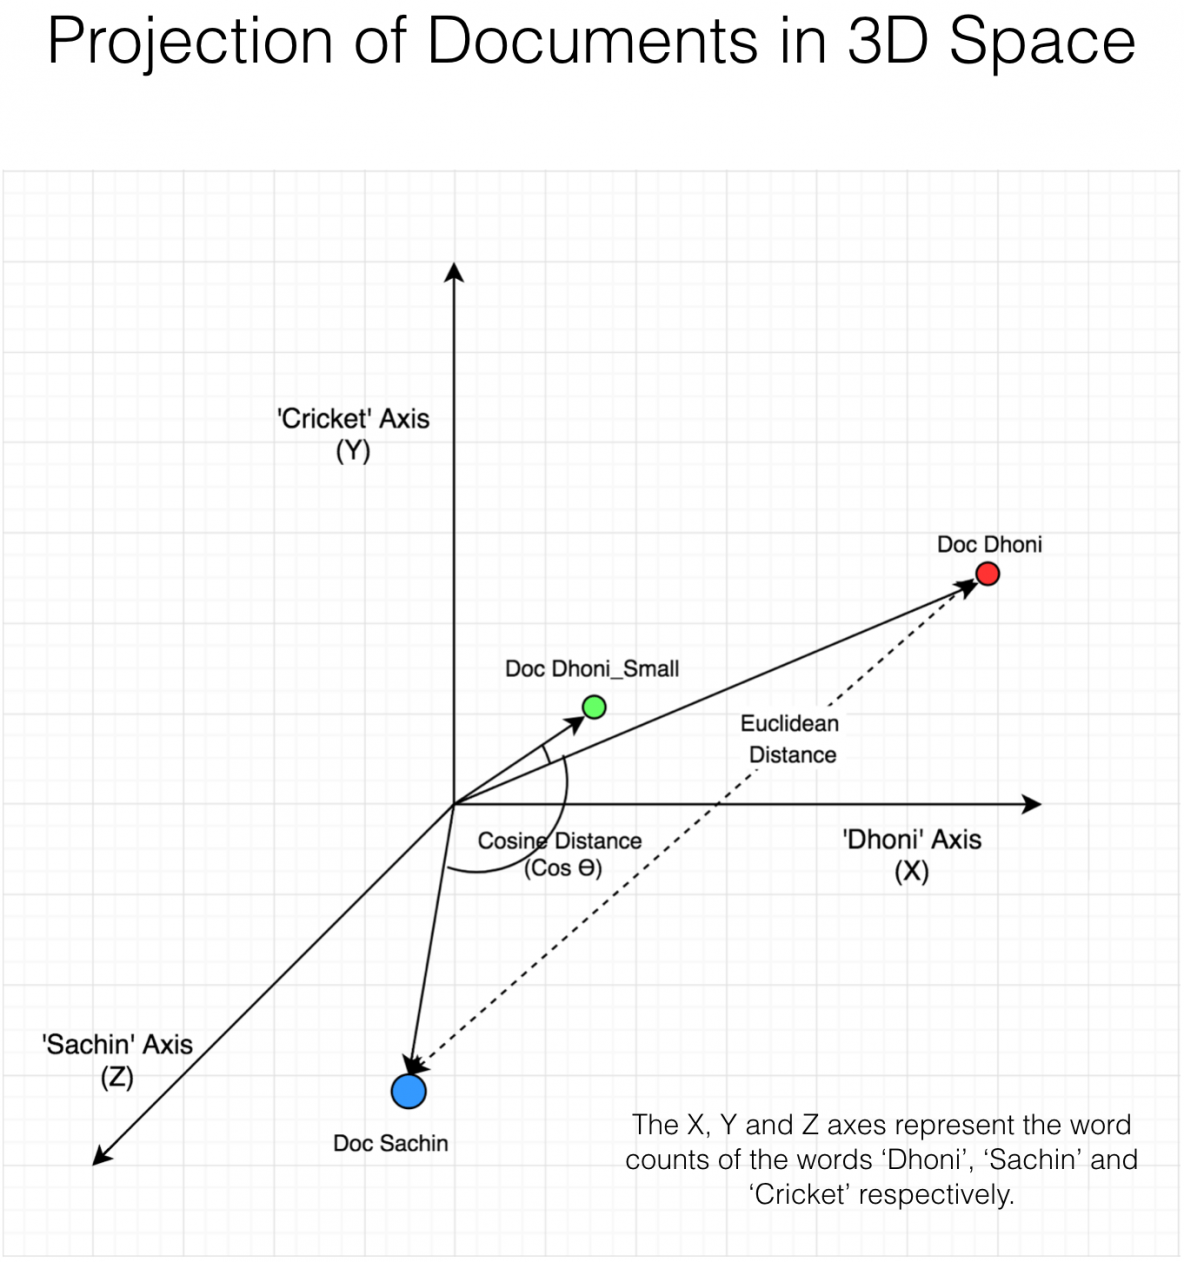 Projection of Documents in 3D Space
'Cricket' Axis
(Y)
Doc Dhoni
Doc Dhoni_Small
Euclidean
Distance
Cosine Distance
(Cos Θ)
'Dhoni' Axis
(X)
'Sachin' Axis
(Z)
Doc Sachin
The X, Y and Z axes represent the word
counts of the words ‘Dhoni’, ‘Sachin’ and
‘Cricket’ respectively.